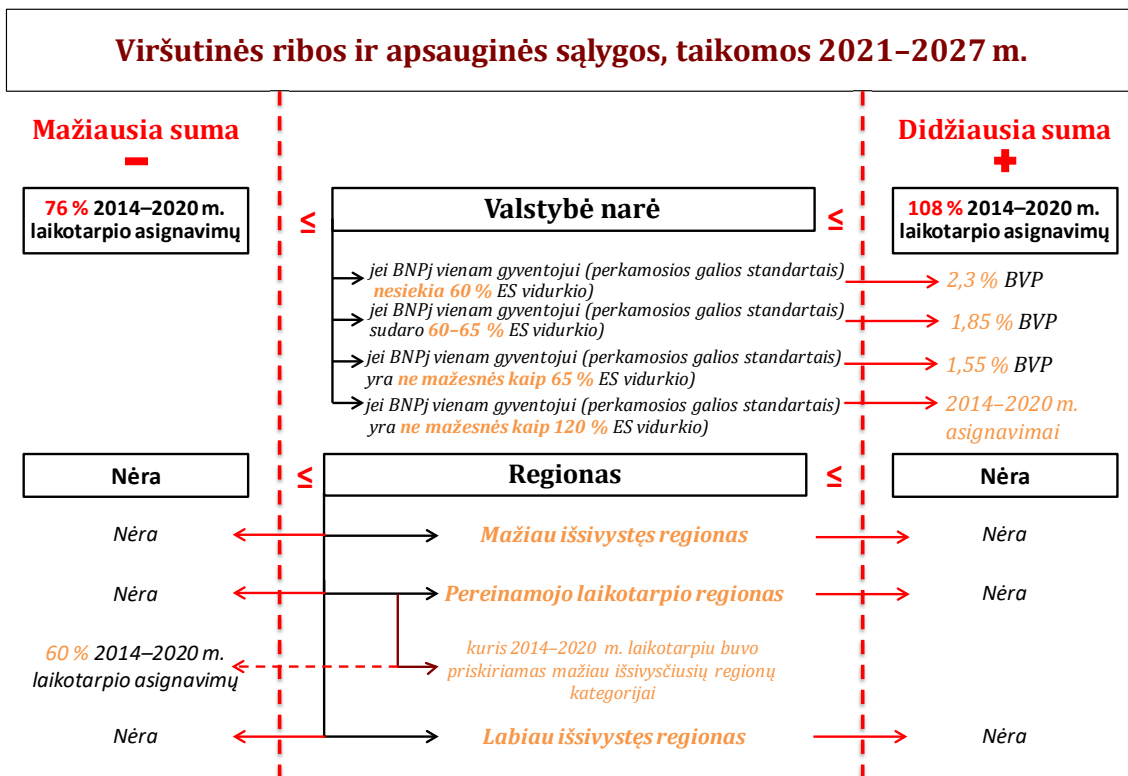 Viršutinės ribos ir apsauginės sąlygos, taikomos 2021–2027 m.
Mažiausia suma
Didžiausia suma
76 % 2014–2020 m.
laikotarpio asignavimų
≤
Valstybė narė
≤
108 % 2014–2020 m.
laikotarpio asignavimų
jei BNPj vienam gyventojui (perkamosios galios standartais)
nesiekia 60 % ES vidurkio)
2,3 % BVP
jei BNPj vienam gyventojui (perkamosios galios standartais)
sudaro 60–65 % ES vidurkio)
1,85 % BVP
jei BNPj vienam gyventojui (perkamosios galios standartais)
yra ne mažesnės kaip 65 % ES vidurkio)
1,55 % BVP
jei BNPj vienam gyventojui (perkamosios galios standartais)
yra ne mažesnės kaip 120 % ES vidurkio)
2014–2020 m.
asignavimai
Nėra
≤
Regionas
≤
Nėra
Nėra
Mažiau išsivystęs regionas
Nėra
Nėra
Pereinamojo laikotarpio regionas
Nėra
60 % 2014–2020 m.
laikotarpio asignavimų
kuris 2014–2020 m. laikotarpiu buvo
priskiriamas mažiau išsivysčiusių regionų
kategorijai
Nėra
Labiau išsivystęs regionas
Nėra